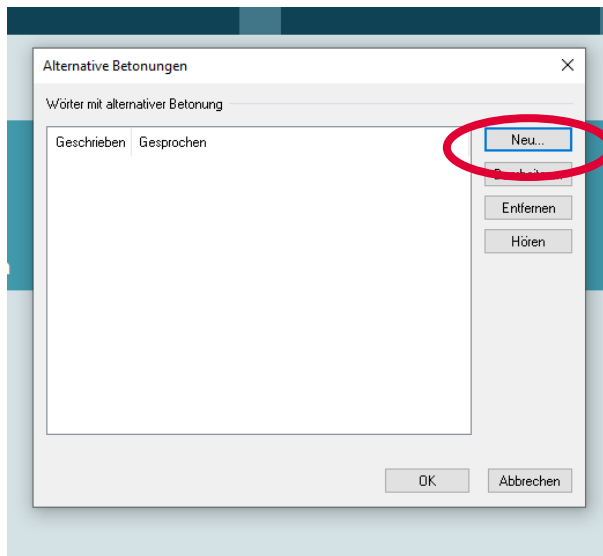 Alternative Betonungen
Wörter mit alternativer Betonung
Geschrieben Gesprochen
Neu...
Entfernen
Hören
OK Abbrechen